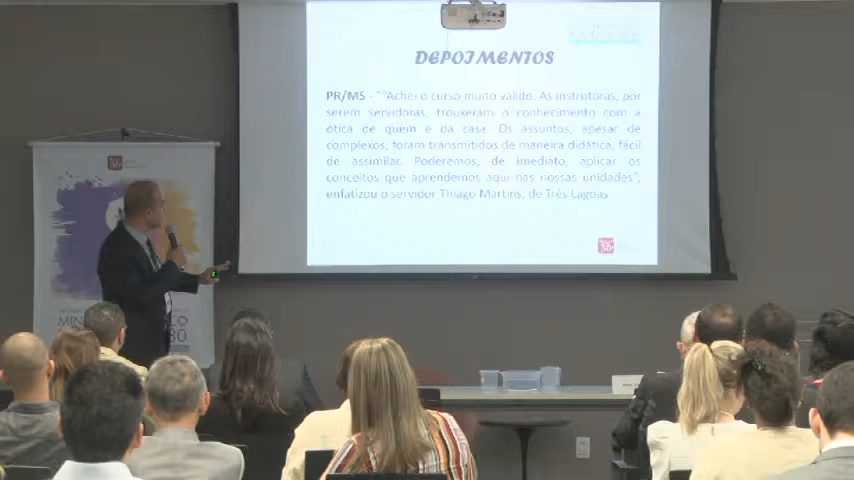 DEPOIMENTOS
PR/MS - ""Achei o curso muito válido. As instrutoras, por
serem servidoras, trouxeram o conhecimento com a
ótica de quem é da casa. Os assuntos, apesar de
complexos, foram transmitidos de maneira didática, fácil
de assimilar. Poderemos, de imediato, aplicar os
conceitos que aprendemos aqui nas nossas unidades",
enfatizou o servidor Thiago Martins, de Três Lagoas